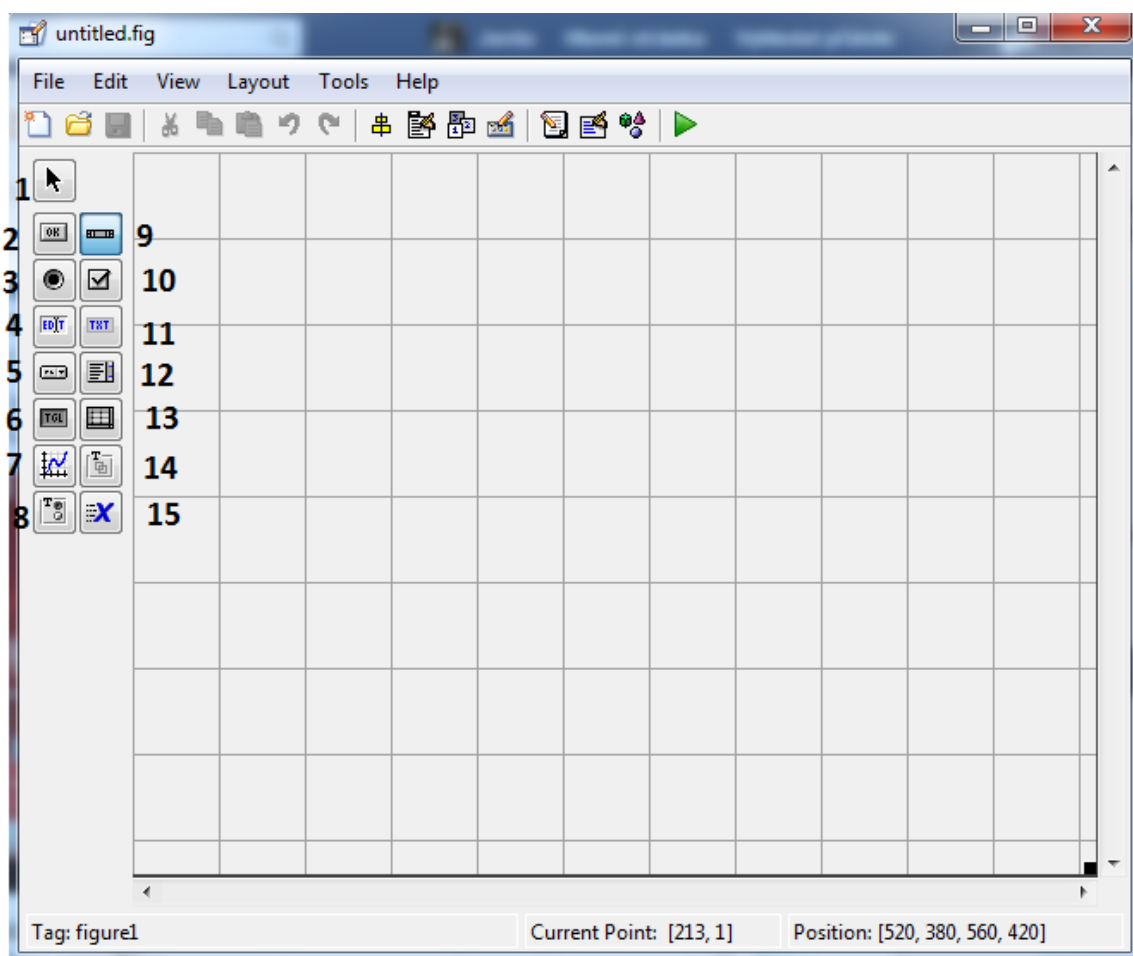 untitled.fig
File Edit View Layout Tools Help
1
2 OK 9
3 10
4 EDIT TXT 11
5 12
6 TGL 13
7 T 14
8 T X 15
Tag: figure1 Current Point: [213, 1] Position: [520, 380, 560, 420]